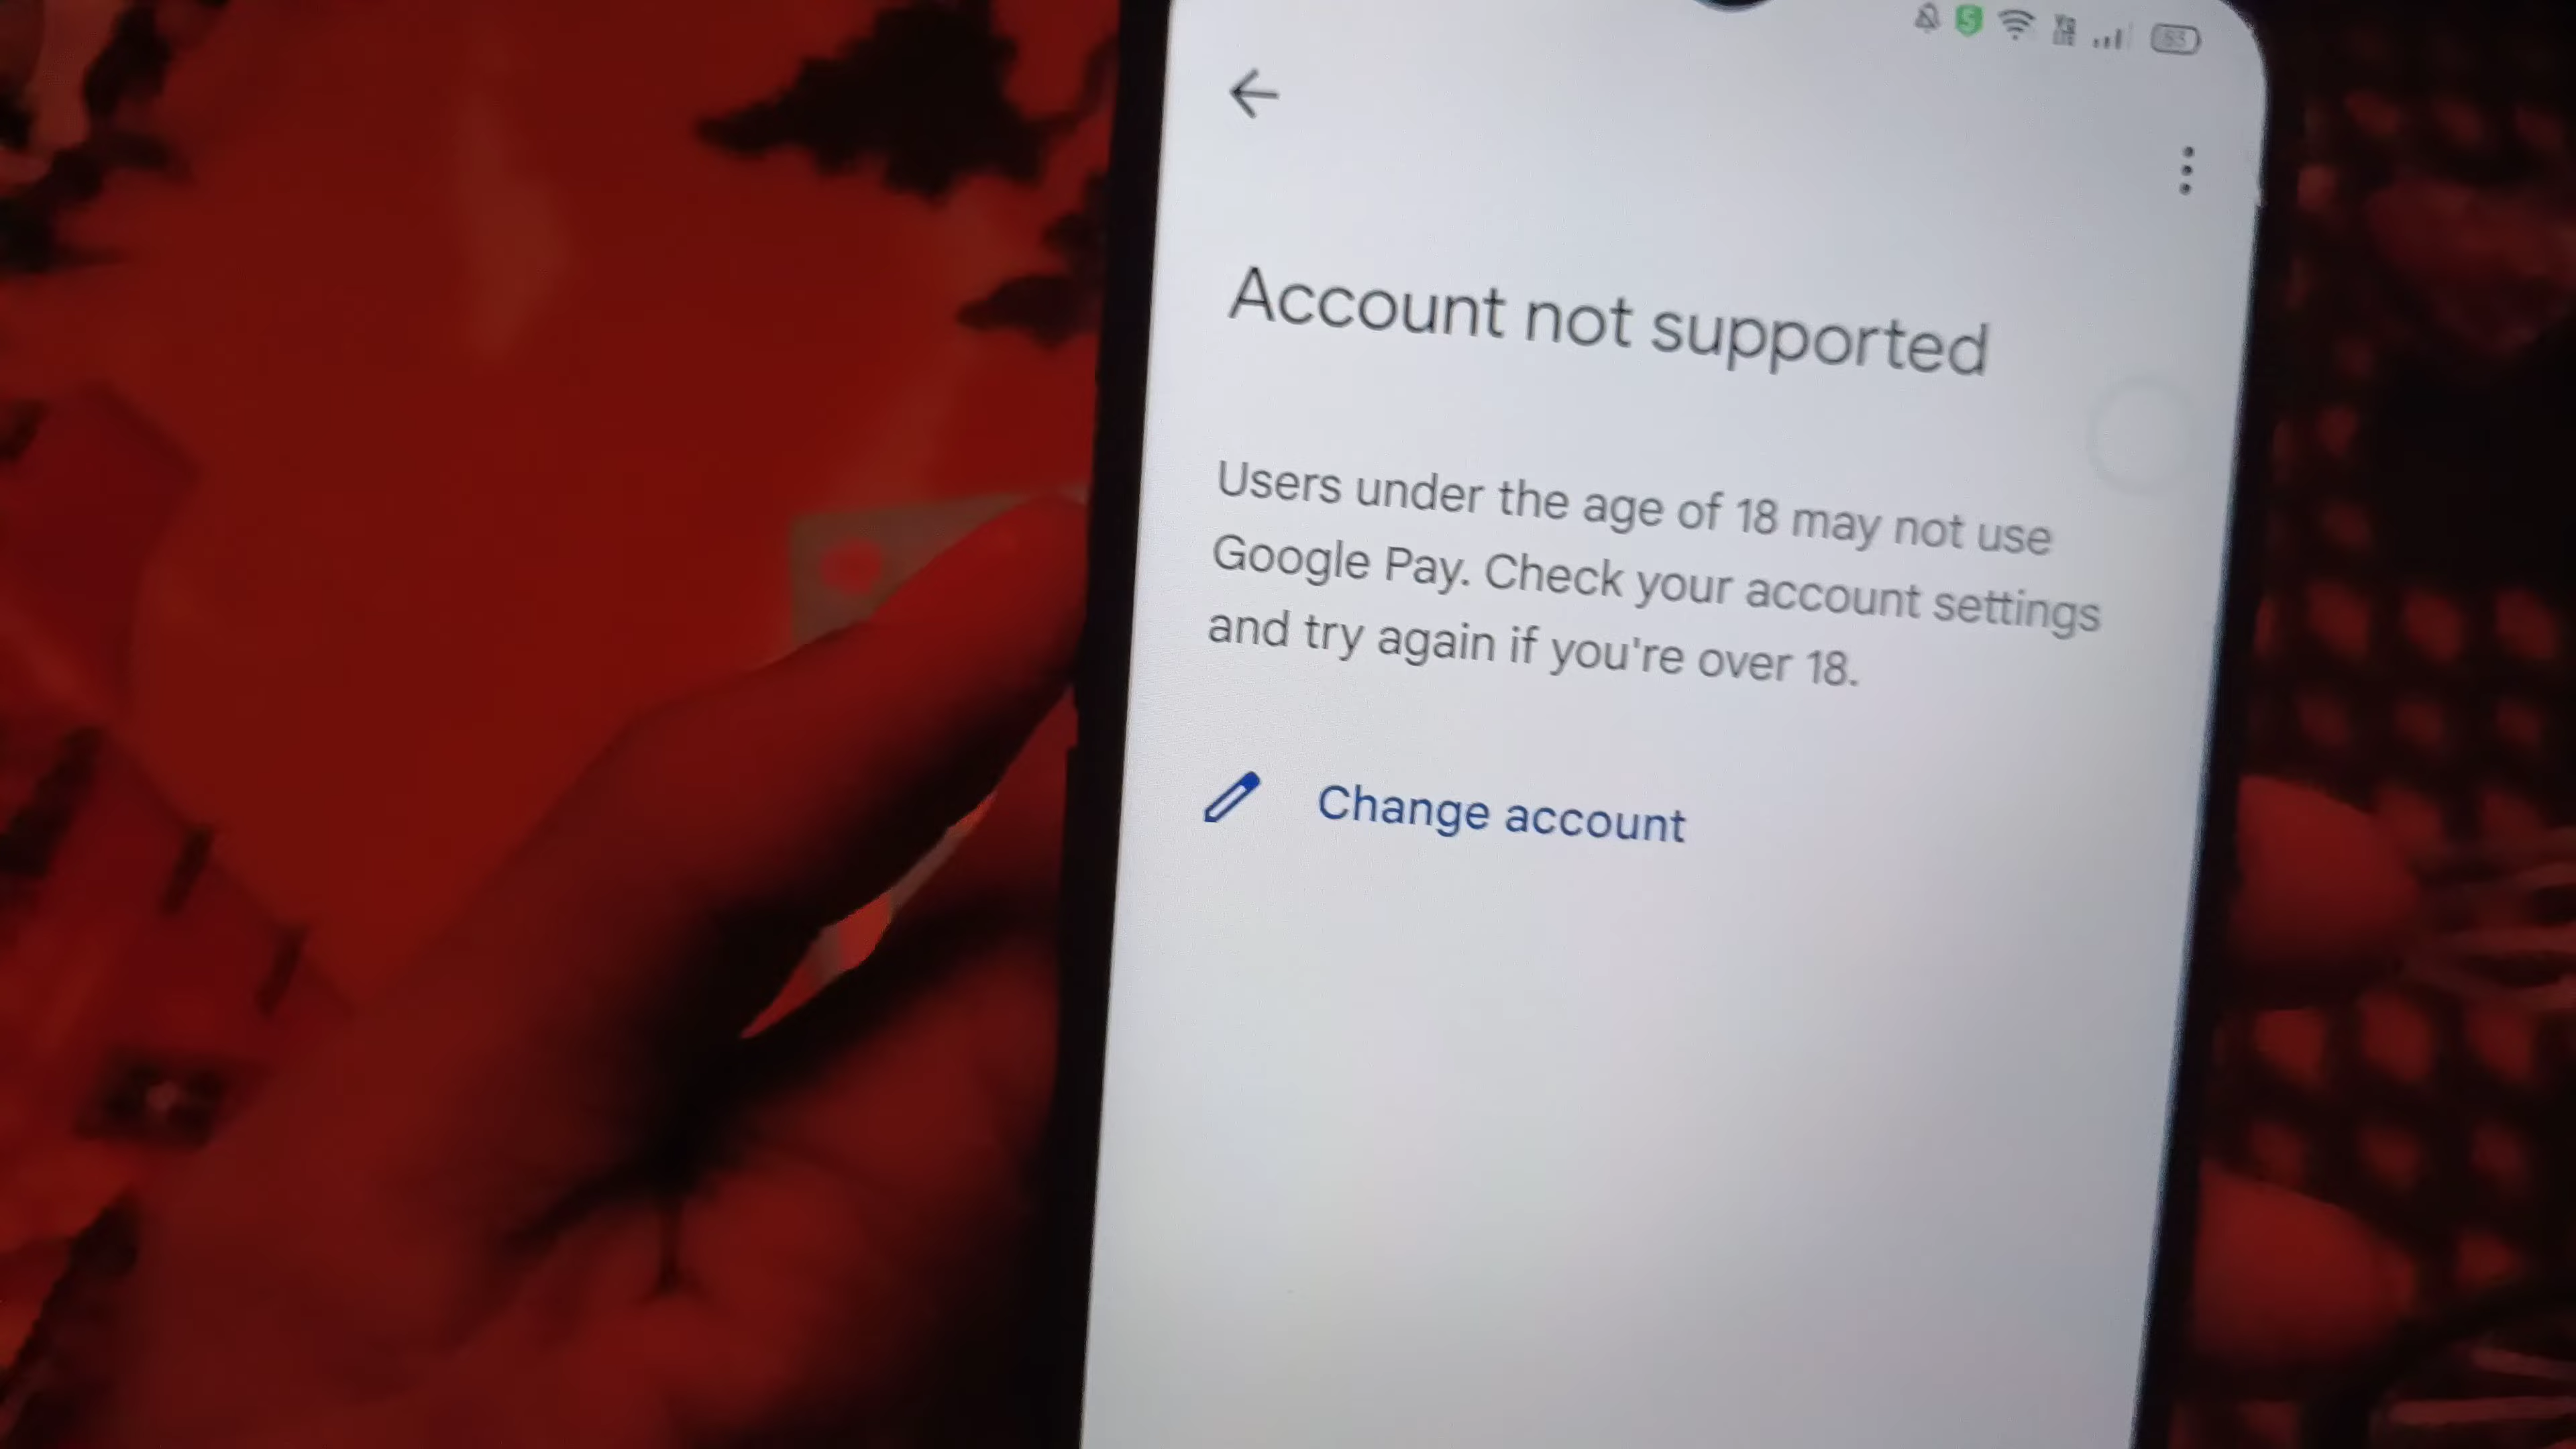 Account not supported
Users under the age of 18 may not use
Google Pay. Check your account settings
and try again if you're over 18.
Change account